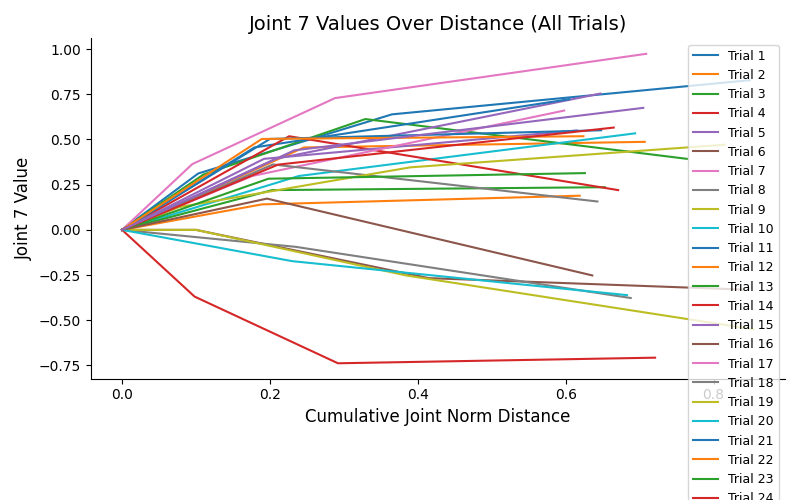 Joint 7 Values Over Distance (All Trials)
1.00
0.75
0.50
0.25
0.00
−0.25
−0.50
−0.75
Joint 7 Value
0.0
0.2
0.4
0.6
0.8
Cumulative Joint Norm Distance
Trial 1
Trial 2
Trial 3
Trial 4
Trial 5
Trial 6
Trial 7
Trial 8
Trial 9
Trial 10
Trial 11
Trial 12
Trial 13
Trial 14
Trial 15
Trial 16
Trial 17
Trial 18
Trial 19
Trial 20
Trial 21
Trial 22
Trial 23
Trial 24